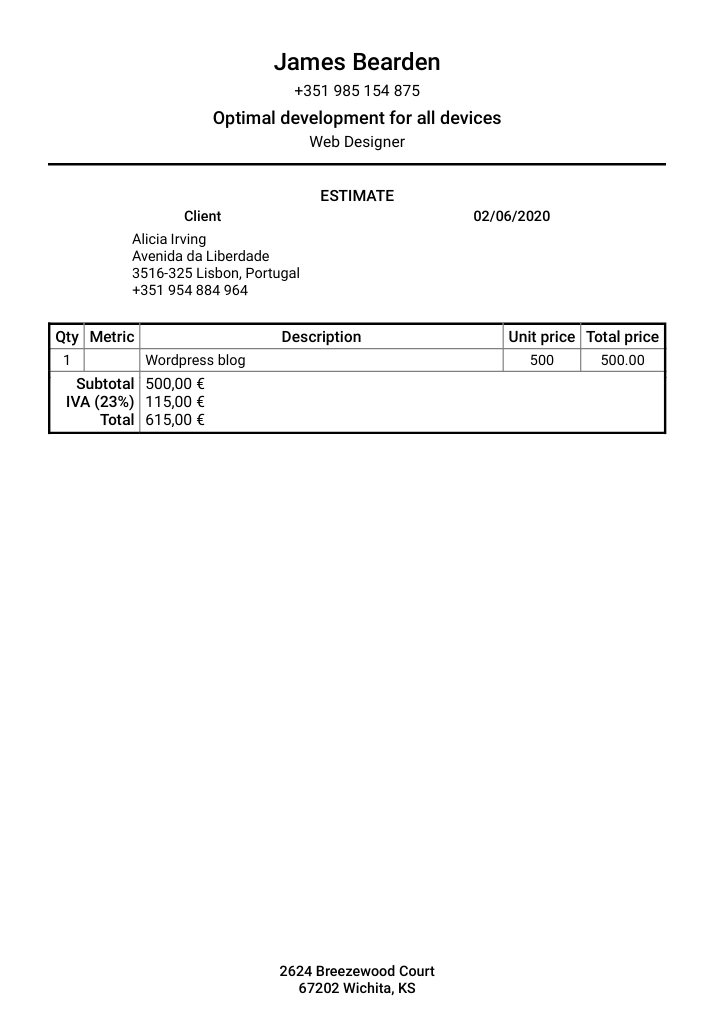 James Bearden
+351 985 154 875
Optimal development for all devices
Web Designer
ESTIMATE
Client 02/06/2020
Alicia Irving
Avenida da Liberdade
3516-325 Lisbon, Portugal
+351 954 884 964
Qty Metric Description Unit price Total price
1 Wordpress blog 500 500.00
Subtotal 500,00 €
IVA (23%) 115,00 €
Total 615,00 €
2624 Breezewood Court
67202 Wichita, KS